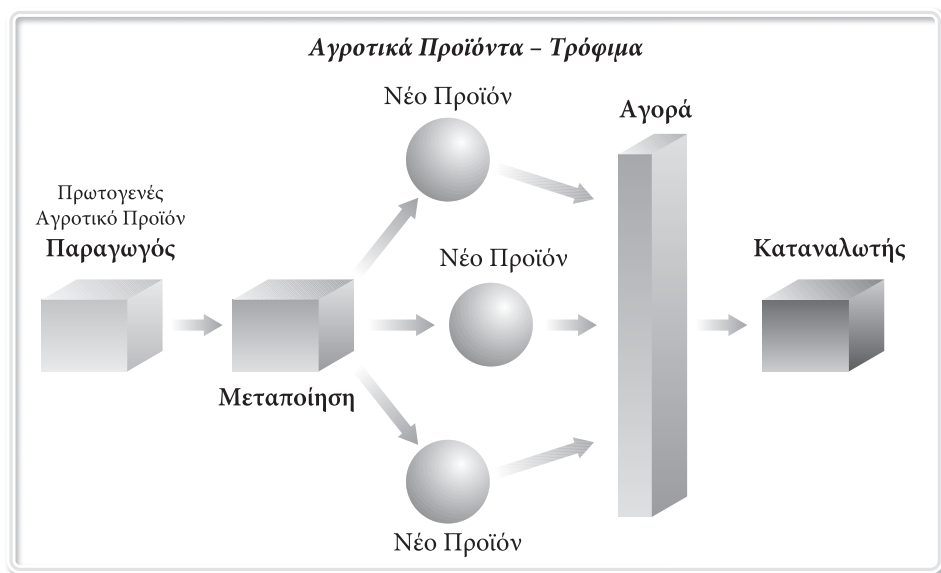 Αγροτικά Προϊόντα – Τρόφιμα
Νέο Προϊόν
Αγορά
Πρωτογενές
Αγροτικό Προϊόν
Παραγωγός
Νέο Προϊόν
Καταναλωτής
Μεταποίηση
Νέο Προϊόν